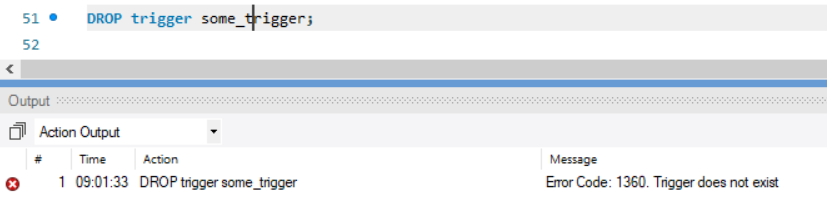 51 DROP trigger some_trigger;
52
Output
Action Output
# Time Action Message
1 09:01:33 DROP trigger some_trigger Error Code: 1360. Trigger does not exist